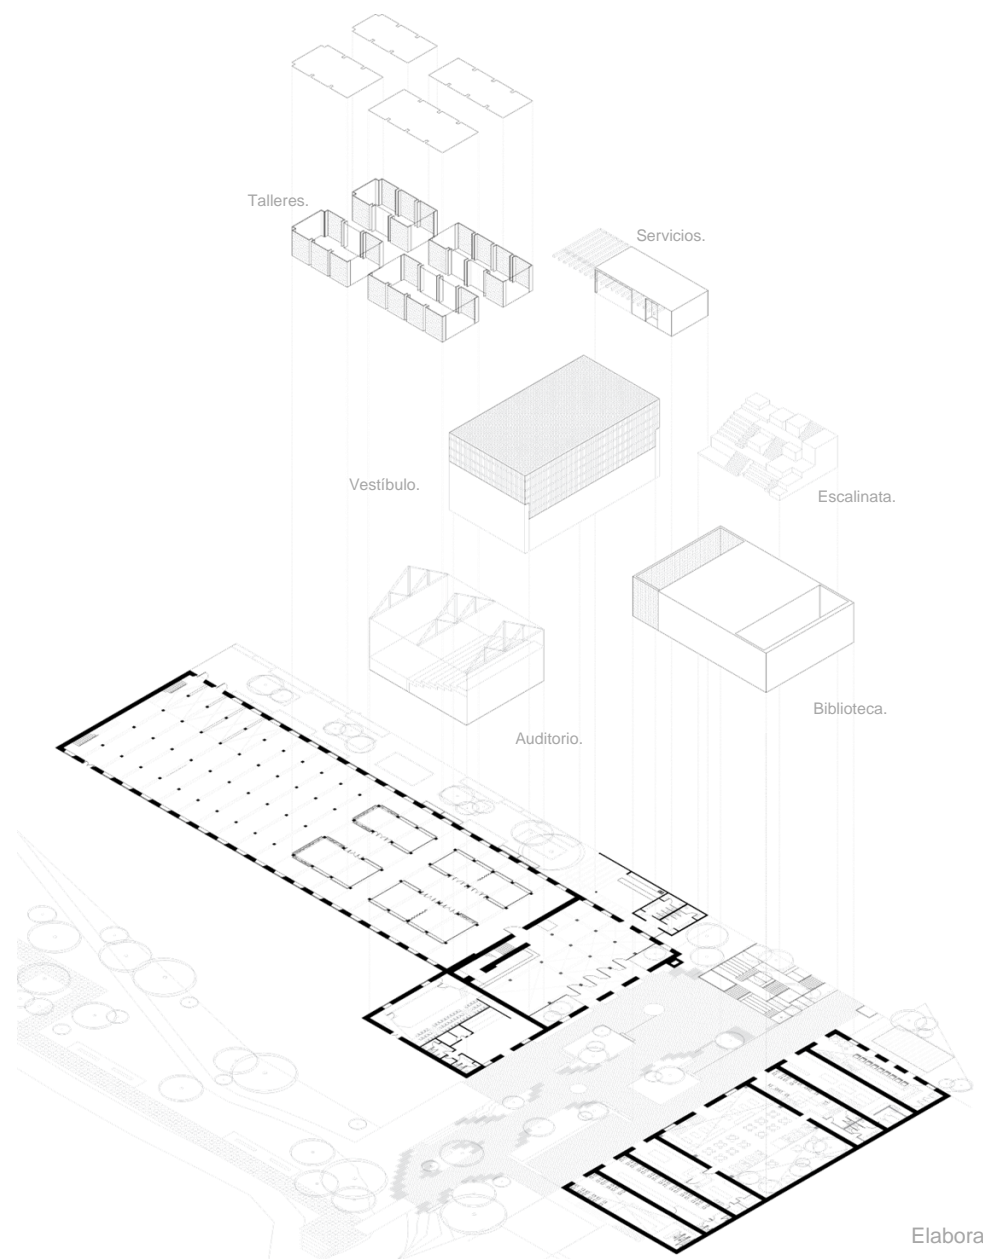 Talleres.
Servicios.
Vestíbulo.
Escalinata.
Biblioteca.
Auditorio.
Elabora